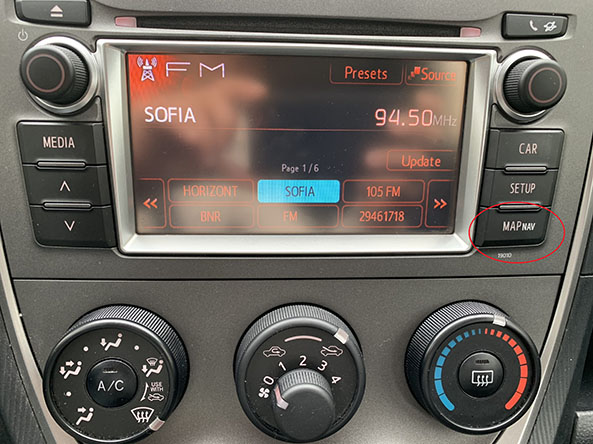 FM
Presets
Source
SOFIA
94.50MHz
Page 1/6
Update
<<
HORIZONT
SOFIA
105 FM
>>
BNR
FM
29461718
MEDIA
CAR
SETUP
MAP NAV
19010
0
1
2
3
4
A/C
USE
WITH